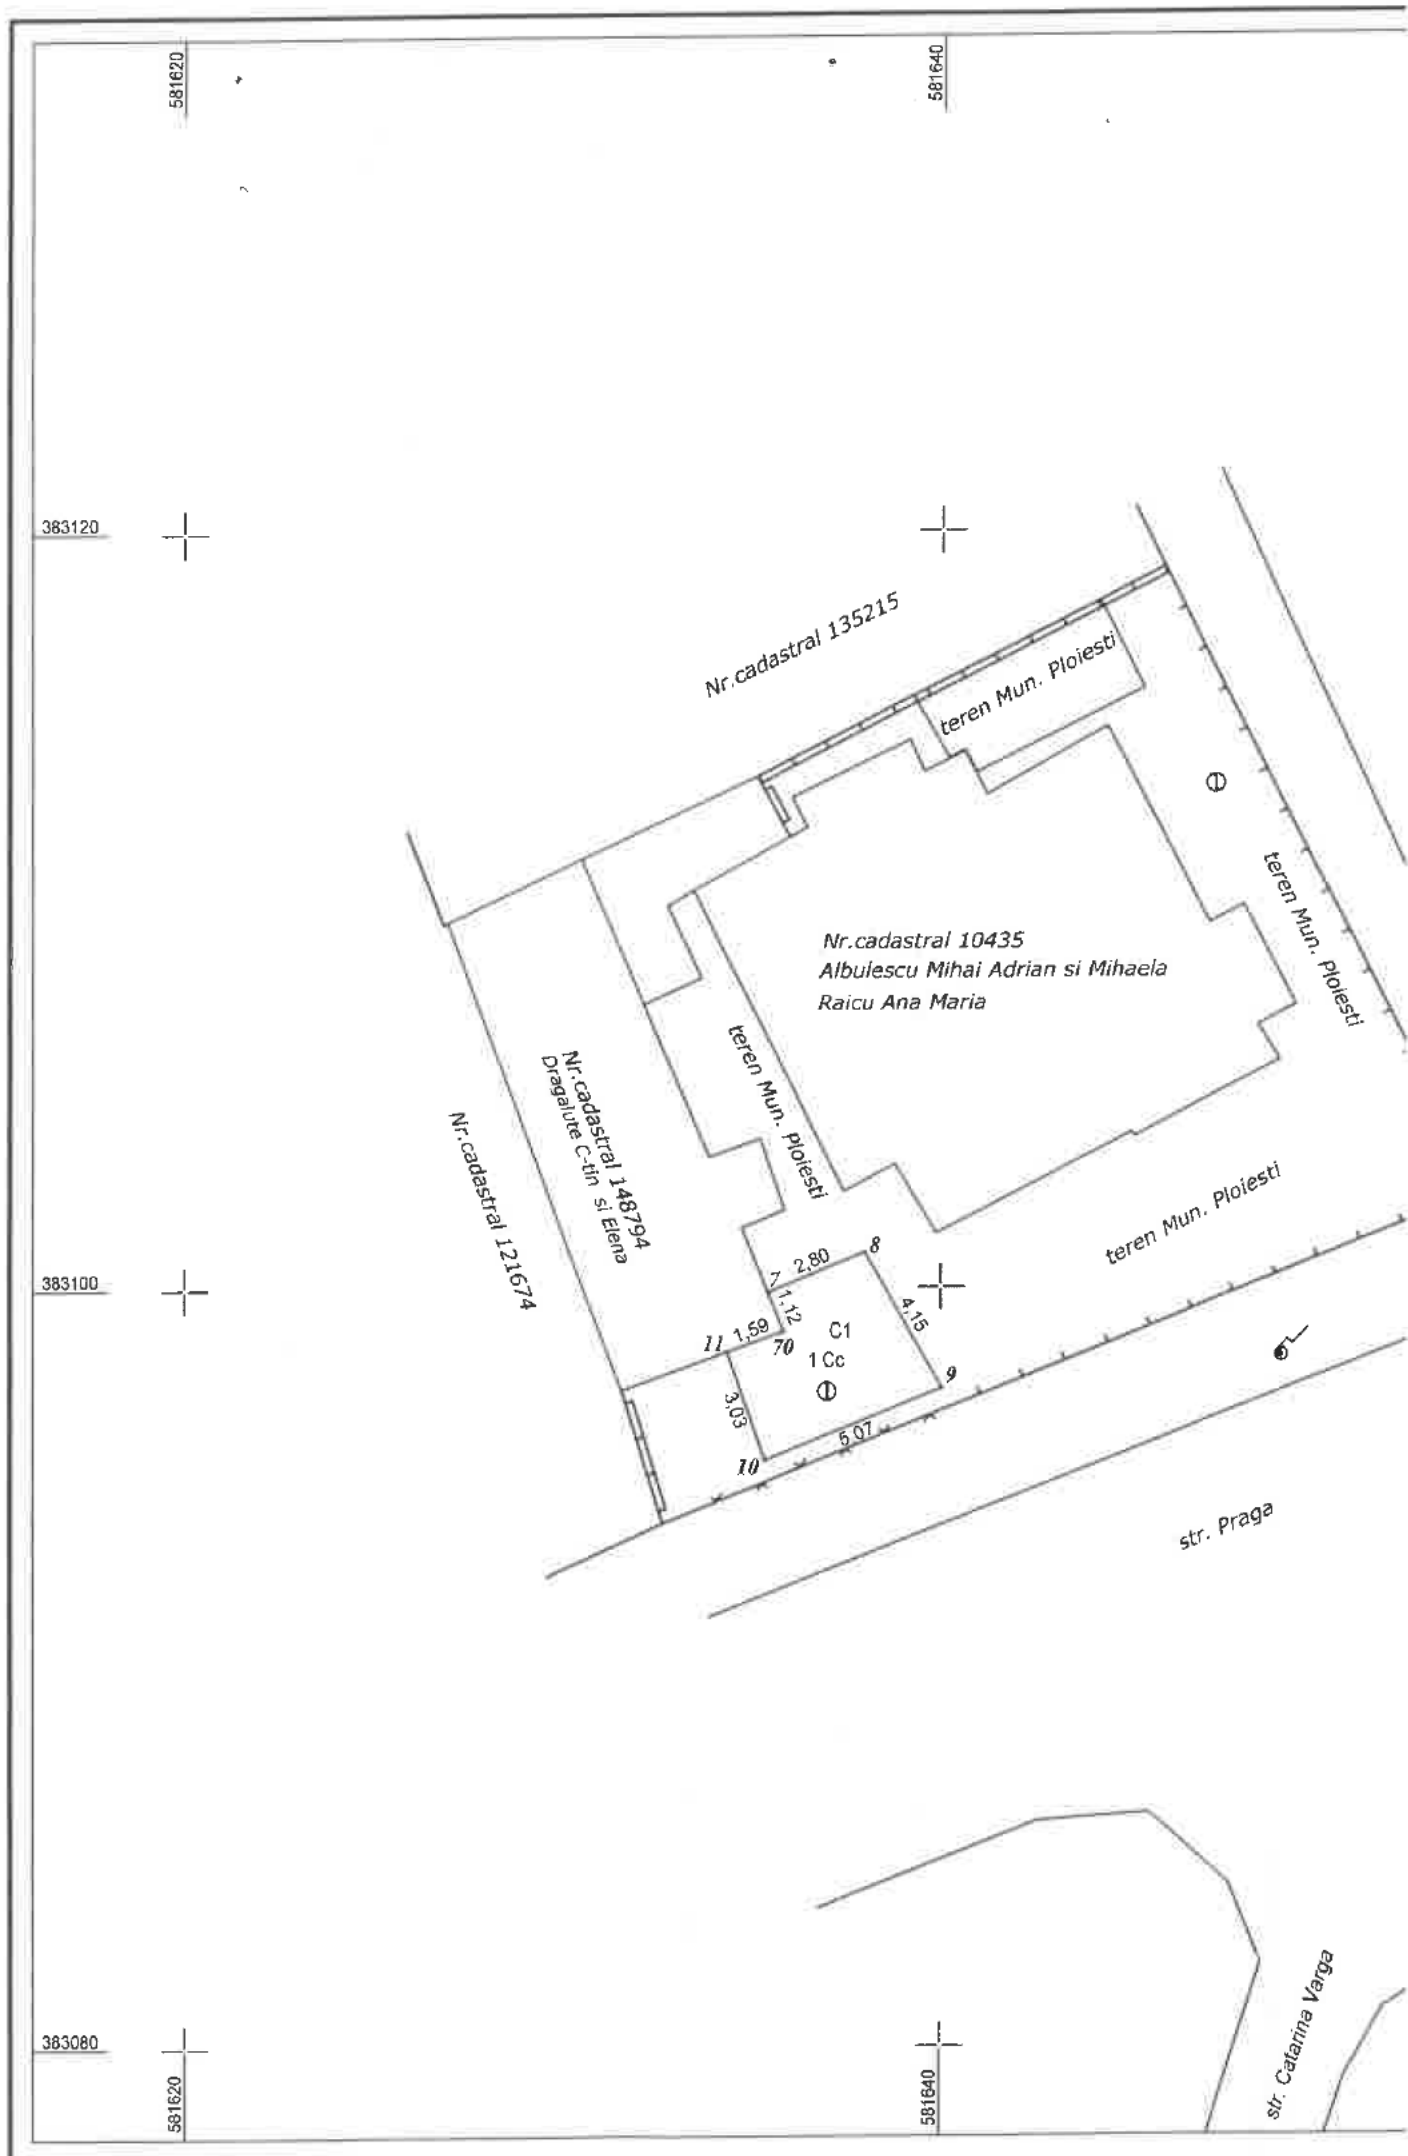 581620
581640
383120
Nr.cadastral 135215
teren Mun. Ploiesti
teren Mun. Ploiesti
Nr.cadastral 10435
Albulescu Mihai Adrian si Mihaela
Raicu Ana Maria
teren Mun. Ploiesti
Nr.cadastral 148794
Dragalute C-tin si Elena
Nr.cadastral 121674
teren Mun. Ploiesti
383100
8
2,80
7
1,12
4,15
11
1,59
70
C1
1 Cc
9
3,03
5,07
10
str. Praga
str. Catarina Varga
383080
581620
581640